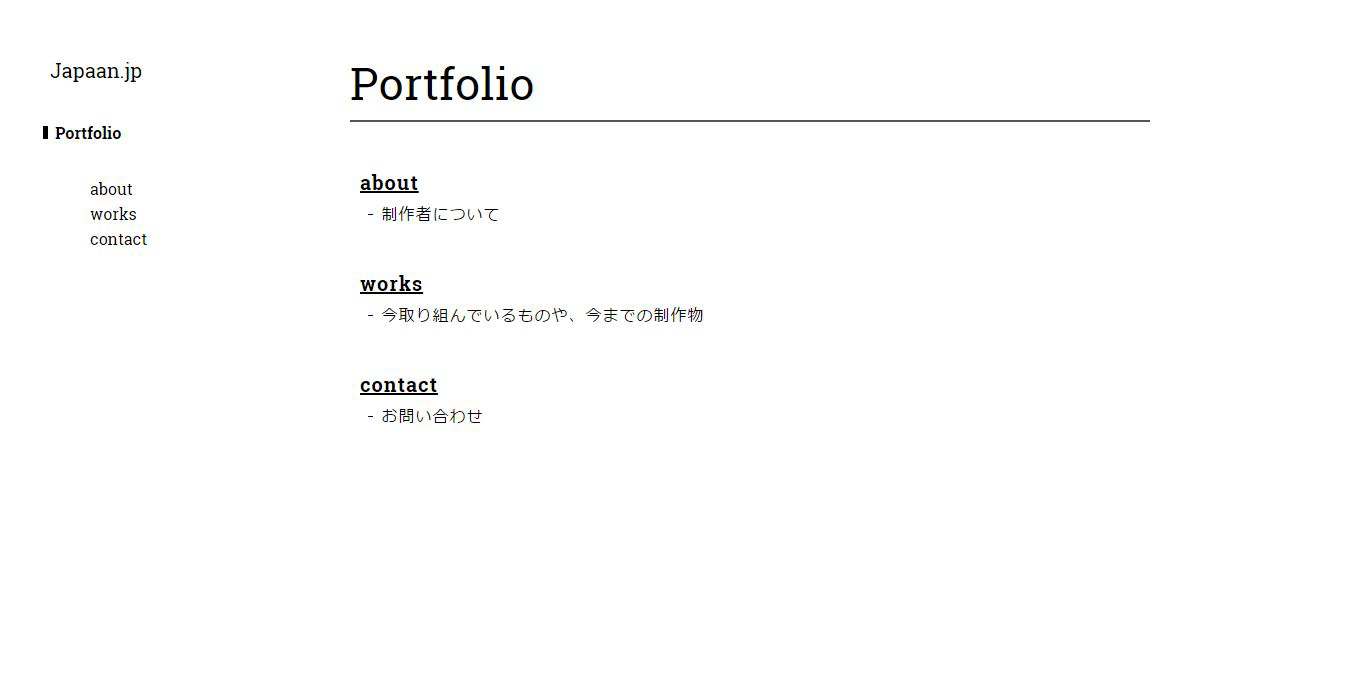 Japaan.jp
Portfolio
about
works
contact
Portfolio
about
- 制作者について
works
- 今取り組んでいるものや、今までの制作物
contact
- お問い合わせ